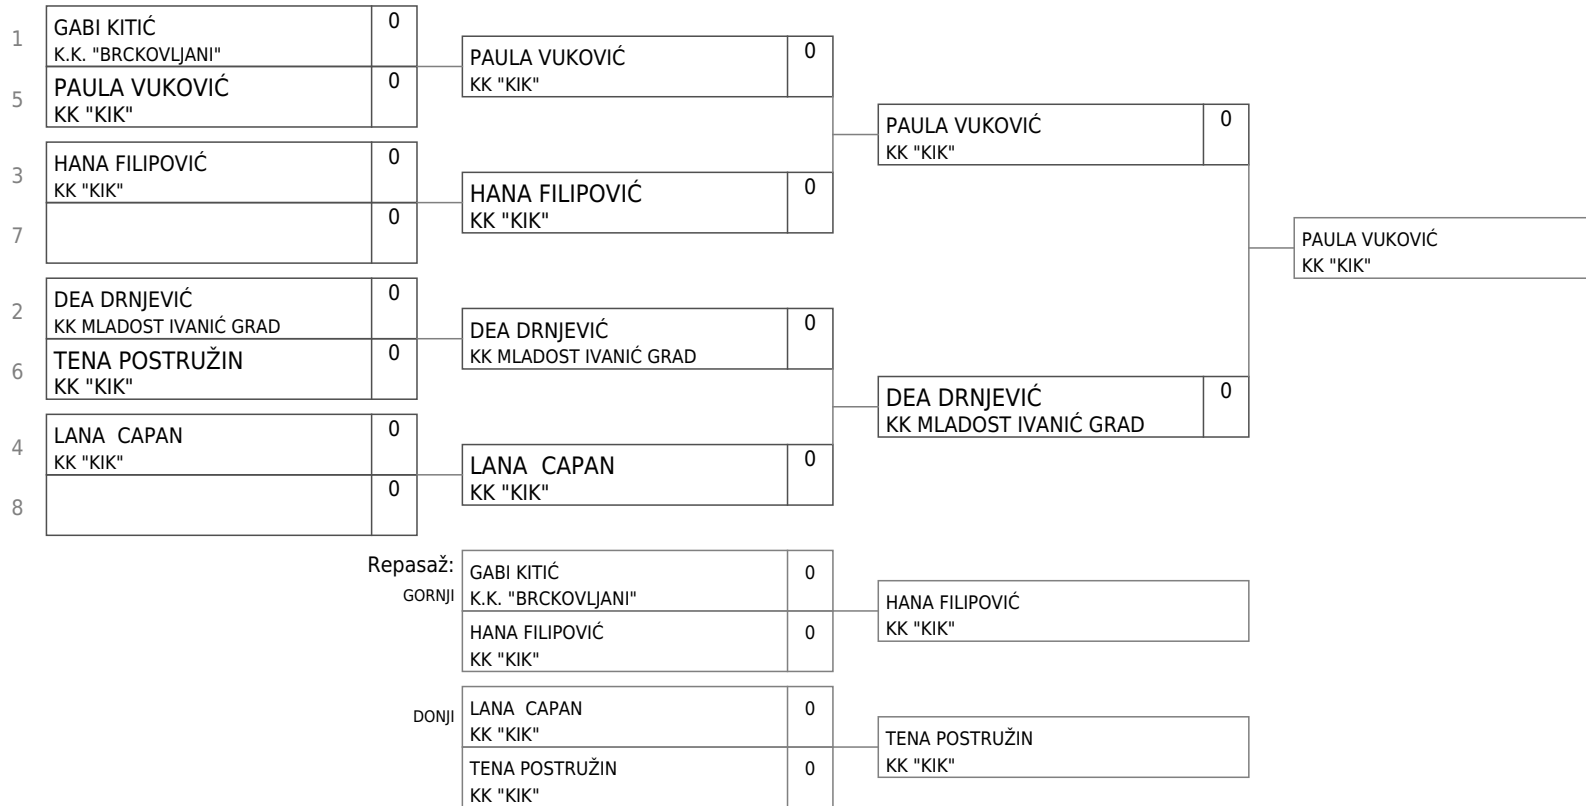 1
GABI KITIĆ
0
K.K. "BRCKOVLJANI"
5
PAULA VUKOVIĆ
0
KK "KIK"
3
HANA FILIPOVIĆ
0
KK "KIK"
7
0
2
DEA DRNJEVIĆ
0
KK MLADOST IVANIĆ GRAD
6
TENA POSTRUŽIN
0
KK "KIK"
4
LANA  CAPAN
0
KK "KIK"
8
0
PAULA VUKOVIĆ
0
KK "KIK"
HANA FILIPOVIĆ
0
KK "KIK"
DEA DRNJEVIĆ
0
KK MLADOST IVANIĆ GRAD
LANA  CAPAN
0
KK "KIK"
PAULA VUKOVIĆ
0
KK "KIK"
DEA DRNJEVIĆ
0
KK MLADOST IVANIĆ GRAD
PAULA VUKOVIĆ
KK "KIK"
Repasaž:
GORNJI
GABI KITIĆ
0
K.K. "BRCKOVLJANI"
HANA FILIPOVIĆ
0
KK "KIK"
HANA FILIPOVIĆ
KK "KIK"
DONJI
LANA  CAPAN
0
KK "KIK"
TENA POSTRUŽIN
0
KK "KIK"
TENA POSTRUŽIN
KK "KIK"